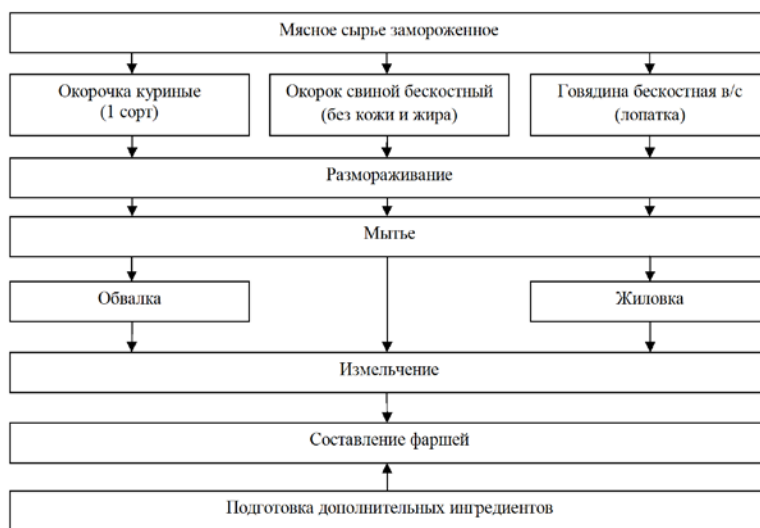 Мясное сырье замороженное
Окорочка куриные
(1 сорт)
Окорок свиной бескостный
(без кожи и жира)
Говядина бескостная в/с
(лопатка)
Размораживание
Мытье
Обвалка
Жиловка
Измельчение
Составление фаршей
Подготовка дополнительных ингредиентов